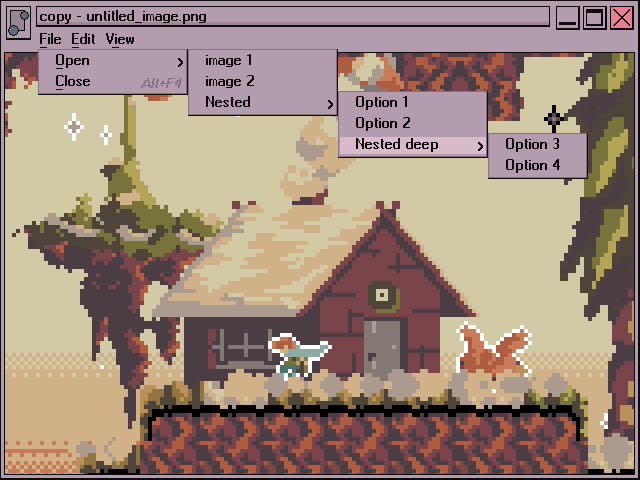 copy - untitled_image.png
File Edit View
Open
Close Alt+F4
image 1
image 2
Nested
Option 1
Option 2
Nested deep
Option 3
Option 4